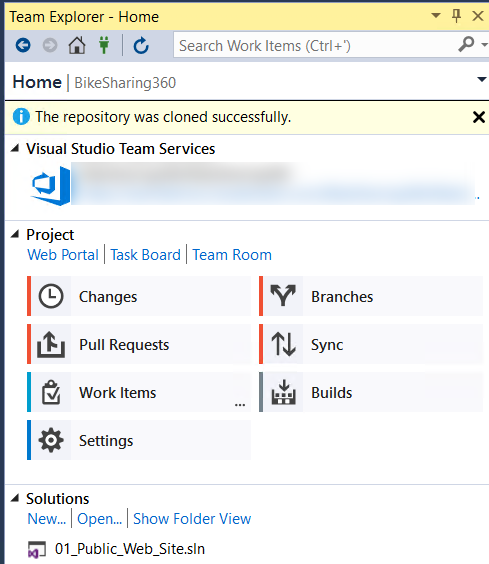 Team Explorer - Home
Search Work Items (Ctrl+')
Home | BikeSharing360
The repository was cloned successfully.
Visual Studio Team Services
Project
Web Portal | Task Board | Team Room
Changes
Branches
Pull Requests
Sync
Work Items
...
Builds
Settings
Solutions
New... | Open... | Show Folder View
01_Public_Web_Site.sln